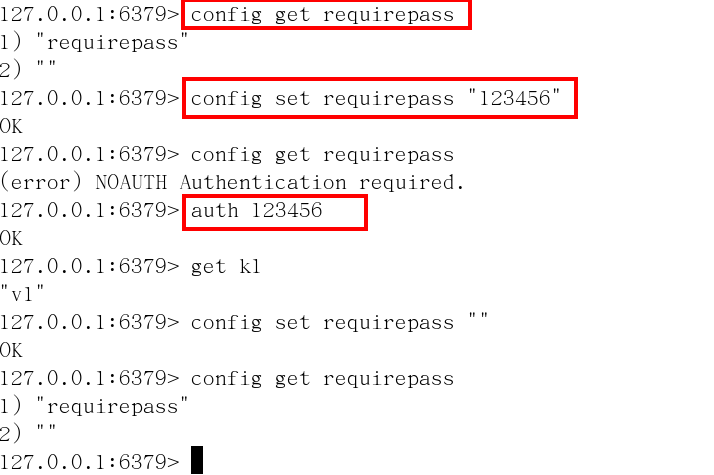 127.0.0.1:6379> config get requirepass
1) "requirepass"
2) ""
127.0.0.1:6379> config set requirepass "123456"
OK
127.0.0.1:6379> config get requirepass
(error) NOAUTH Authentication required.
127.0.0.1:6379> auth 123456
OK
127.0.0.1:6379> get k1
"v1"
127.0.0.1:6379> config set requirepass ""
OK
127.0.0.1:6379> config get requirepass
1) "requirepass"
2) ""
127.0.0.1:6379>